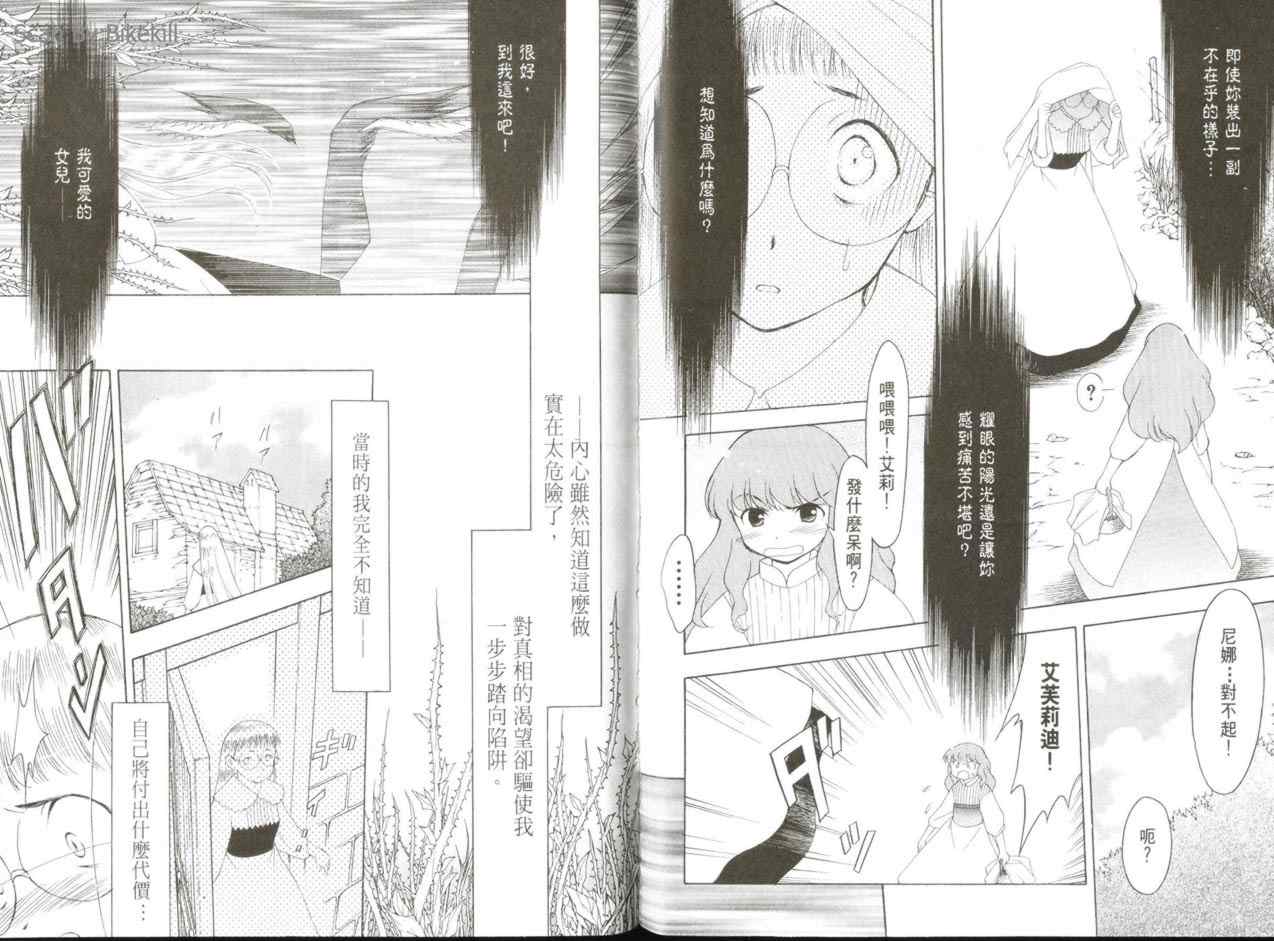 即使妳裝出一副
不在乎的樣子…
?
想知道爲什麼嗎?
耀眼的陽光還是讓妳
感到痛苦不堪吧?
喂喂喂!艾莉!
發什麼呆啊?
……
尼娜…對不起!
呃?
艾芙莉迪!
很好,
到我這來吧!
我可愛的
女兒──
──內心雖然知道這麼做
實在太危險了,
對真相的渴望卻驅使我
一步步踏向陷阱。
當時的我完全不知道──
自己將付出什麼代價…
ギ
イ
バ
タ
ン
Scan by Bikekill